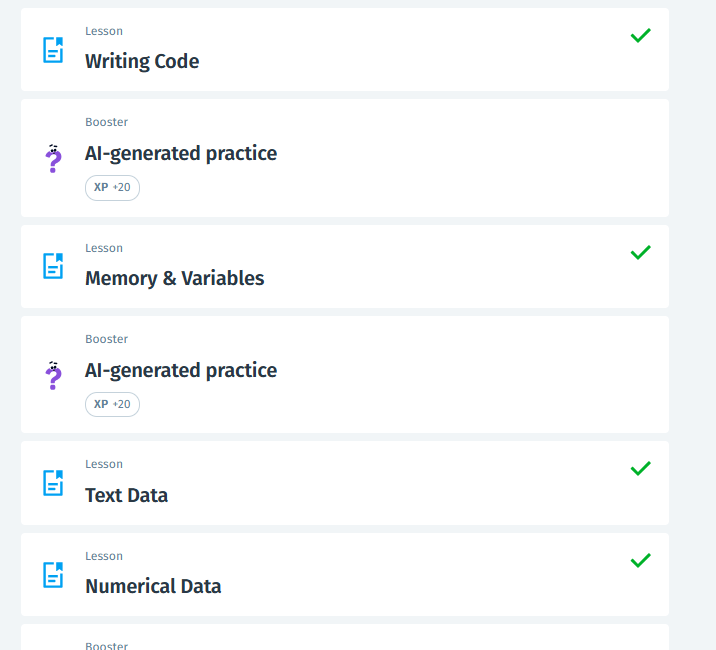 Lesson
Writing Code
Booster
AI-generated practice
XP +20
Lesson
Memory & Variables
Booster
AI-generated practice
XP +20
Lesson
Text Data
Lesson
Numerical Data
Booster